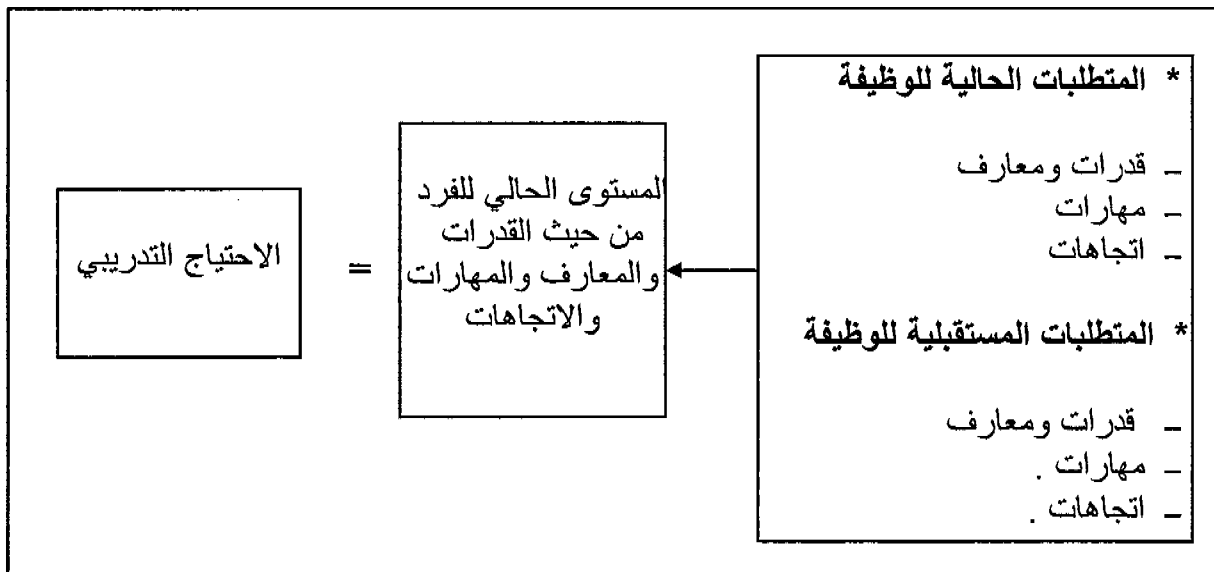 * المتطلبات الحالية للوظيفة
– قدرات ومعارف
– مهارات
– اتجاهات
* المتطلبات المستقبلية للوظيفة
– قدرات ومعارف
– مهارات .
– اتجاهات .
المستوى الحالي للفرد
من حيث القدرات
والمعارف والمهارات
والاتجاهات
=
الاحتياج التدريبي